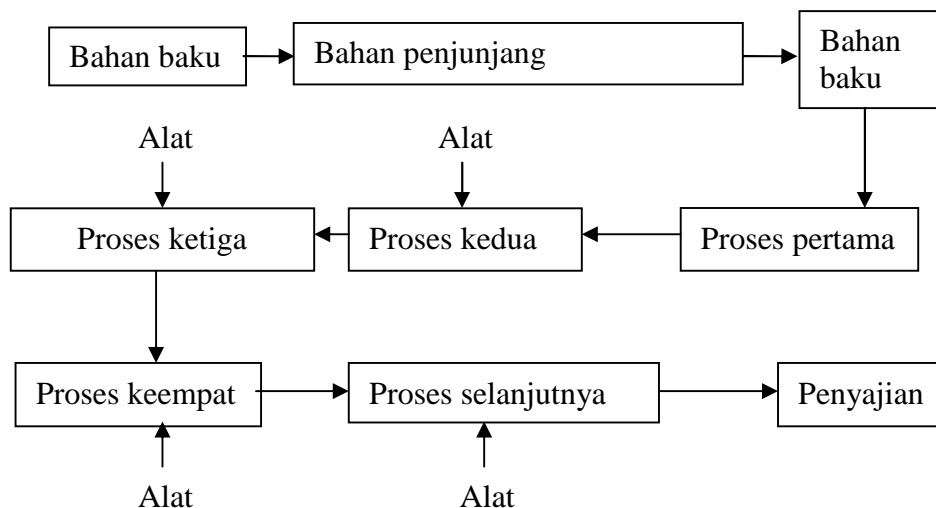 Bahan baku
Bahan penjunjang
Bahan
baku
Alat
Alat
Proses ketiga
Proses kedua
Proses pertama
Proses keempat
Proses selanjutnya
Penyajian
Alat
Alat